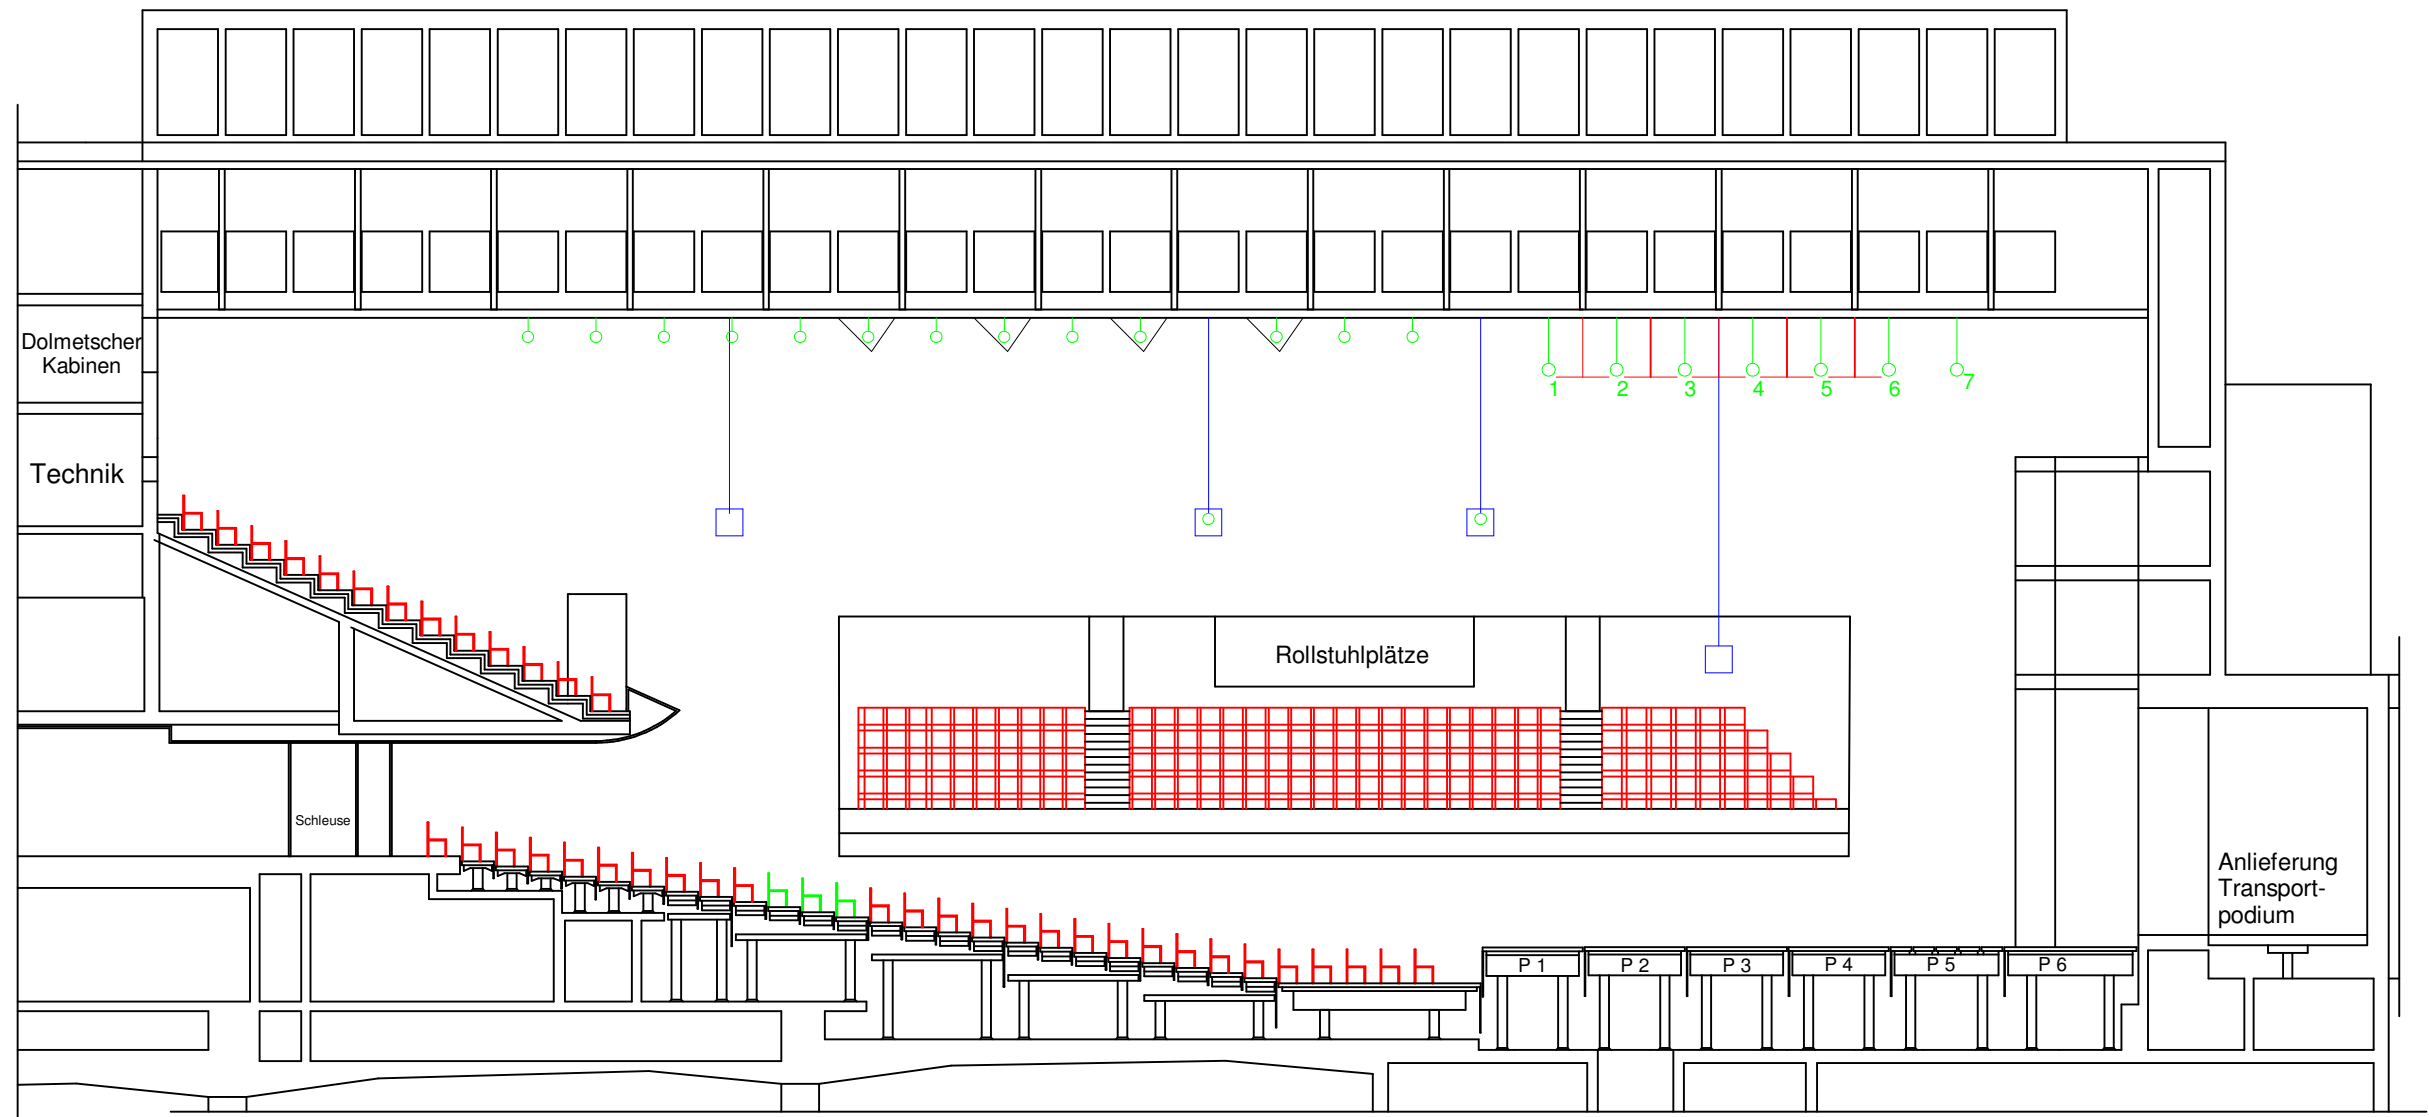 Dolmetscher
Kabinen
1
2
3
4
5
6
7
Technik
Rollstuhlplätze
Schleuse
Anlieferung
Transport-
podium
P 1
P 2
P 3
P 4
P 5
P 6